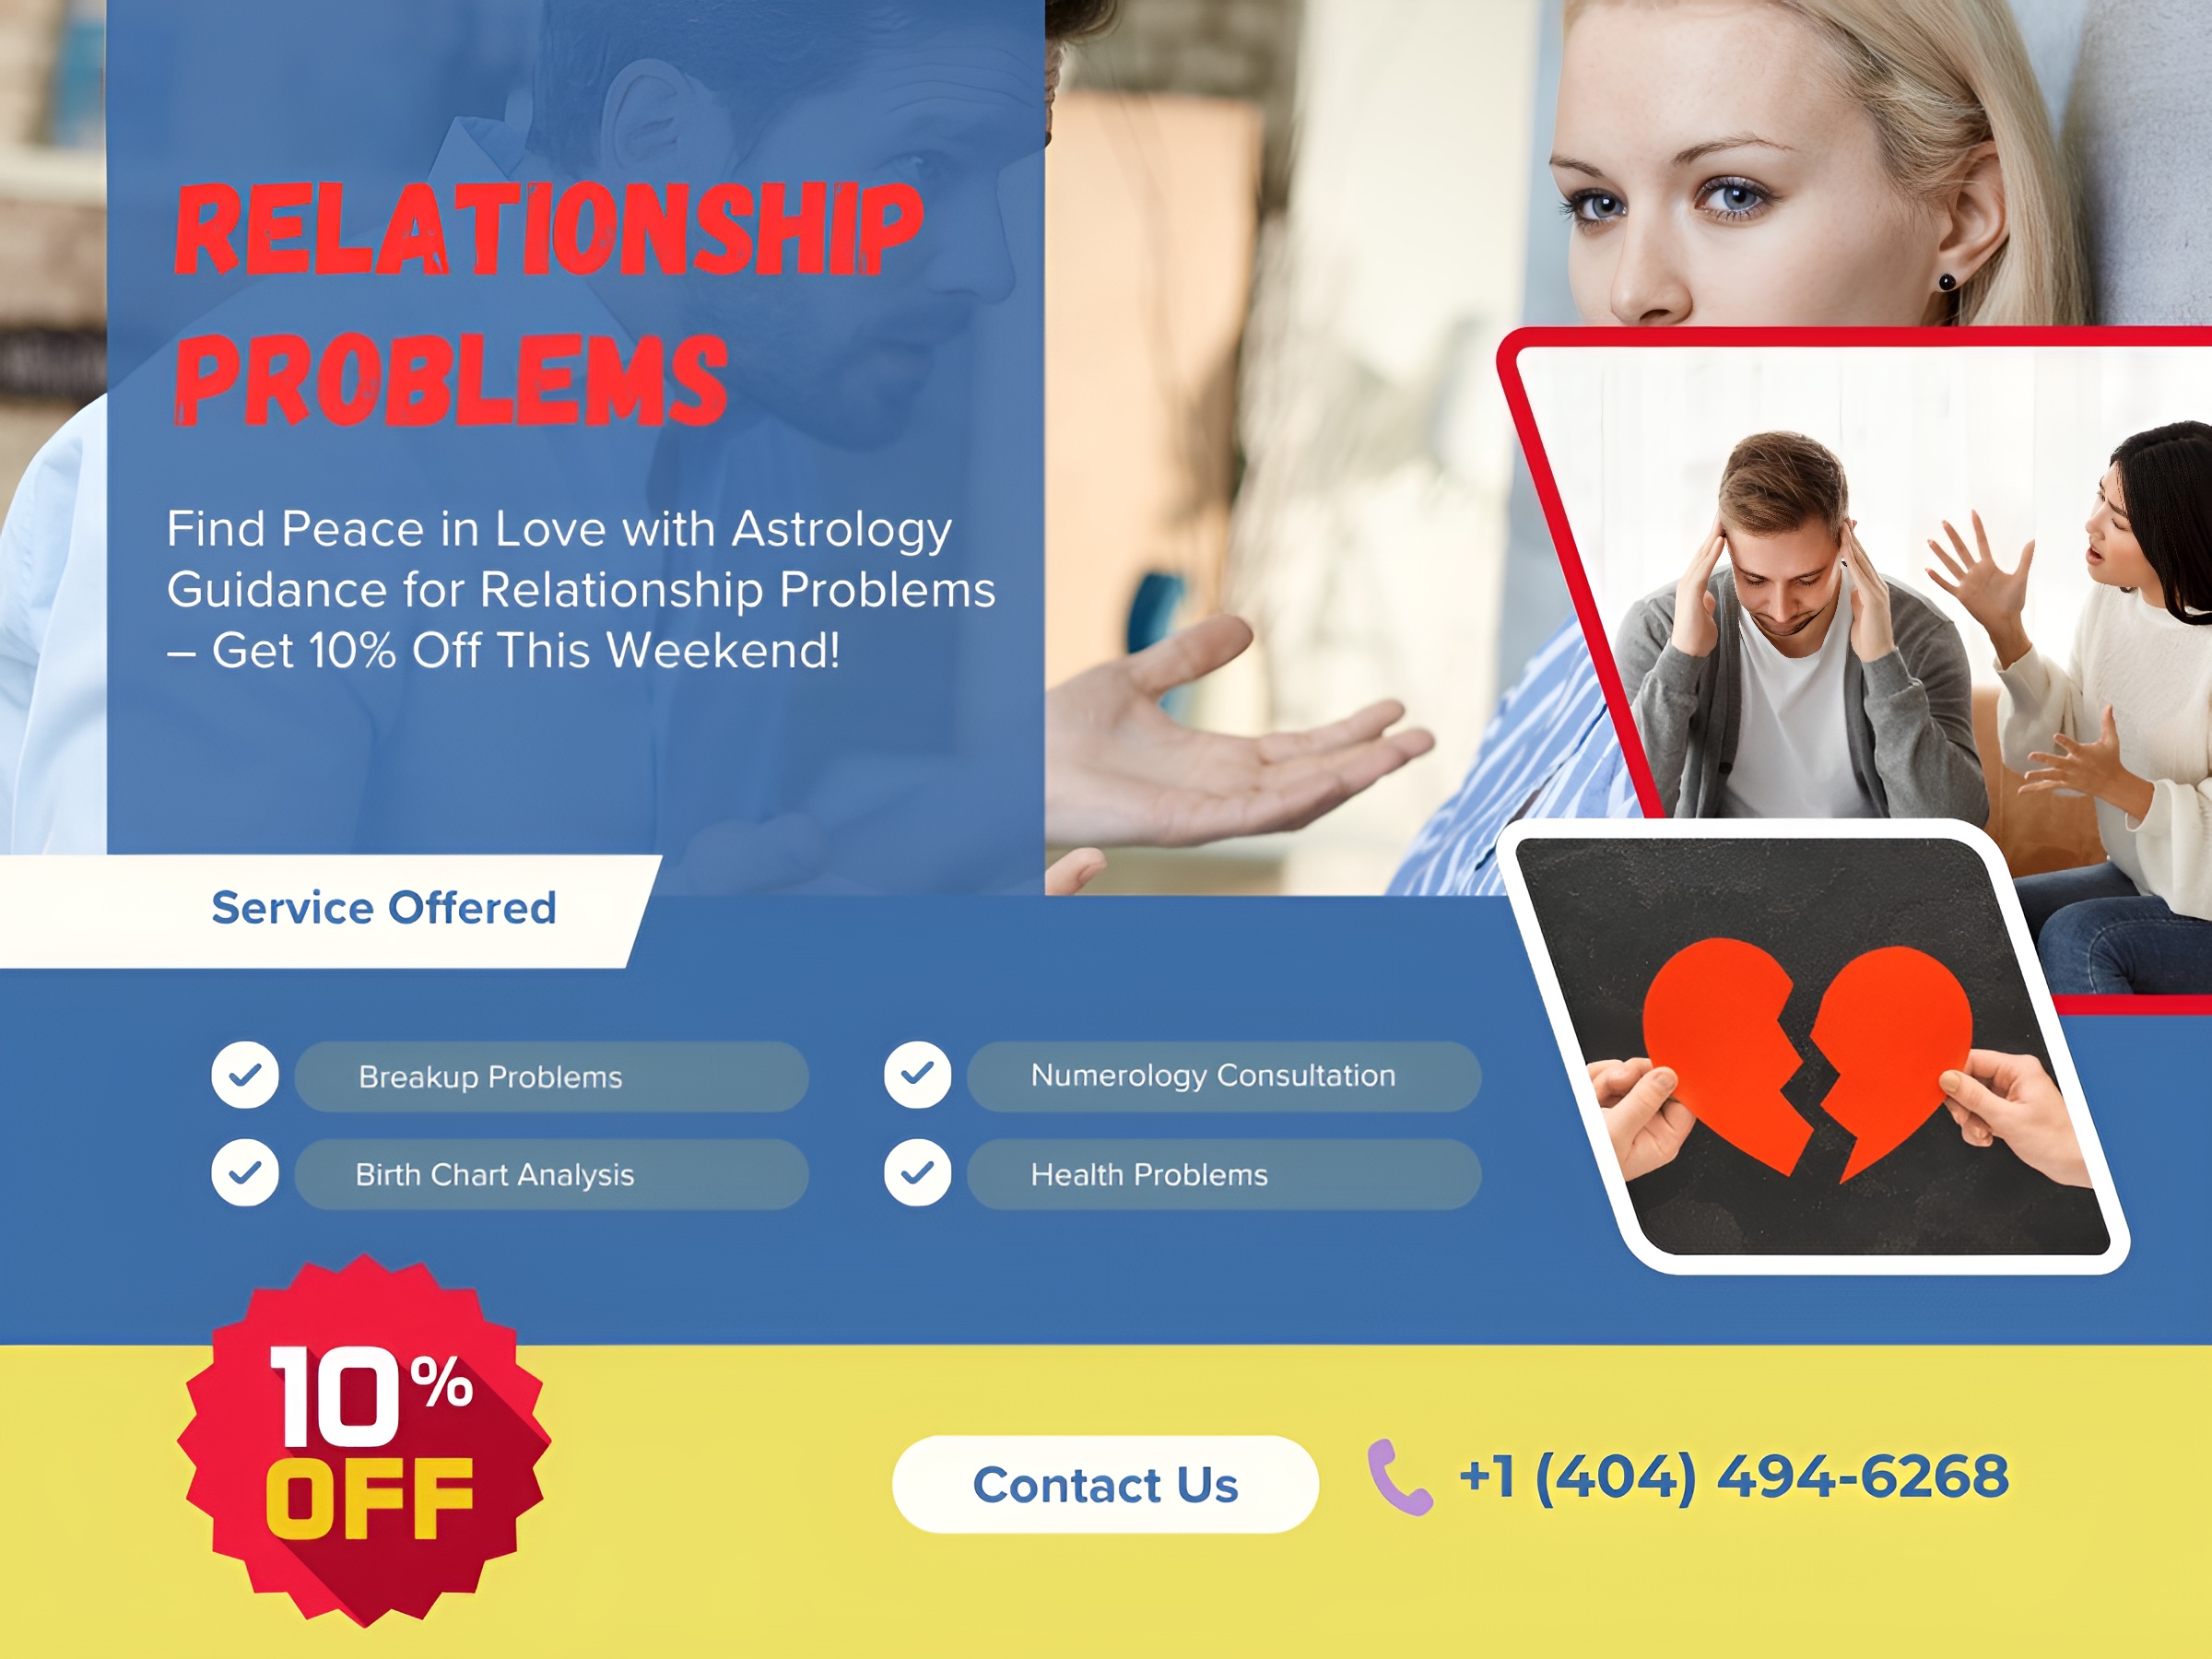 RELATIONSHIP
PROBLEMS
Find Peace in Love with Astrology
Guidance for Relationship Problems
– Get 10% Off This Weekend!
Service Offered
Breakup Problems
Numerology Consultation
Birth Chart Analysis
Health Problems
10%
OFF
Contact Us
+1 (404) 494-6268